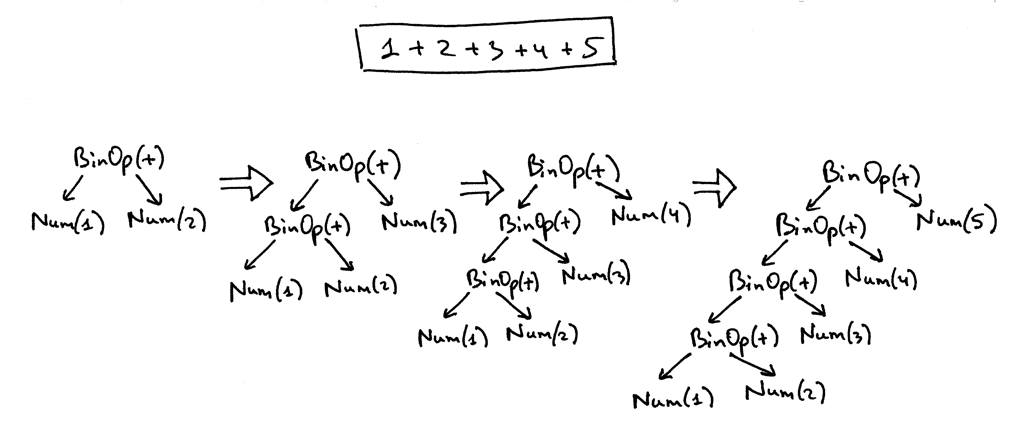 1 + 2 + 3 + 4 + 5
BinOp(+)
Num(1) Num(2)
BinOp(+)
BinOp(+) Num(3)
Num(1) Num(2)
BinOp(+)
BinOp(+) Num(4)
BinOp(+) Num(3)
Num(1) Num(2)
BinOp(+)
BinOp(+) Num(5)
BinOp(+) Num(4)
BinOp(+) Num(3)
Num(1) Num(2)